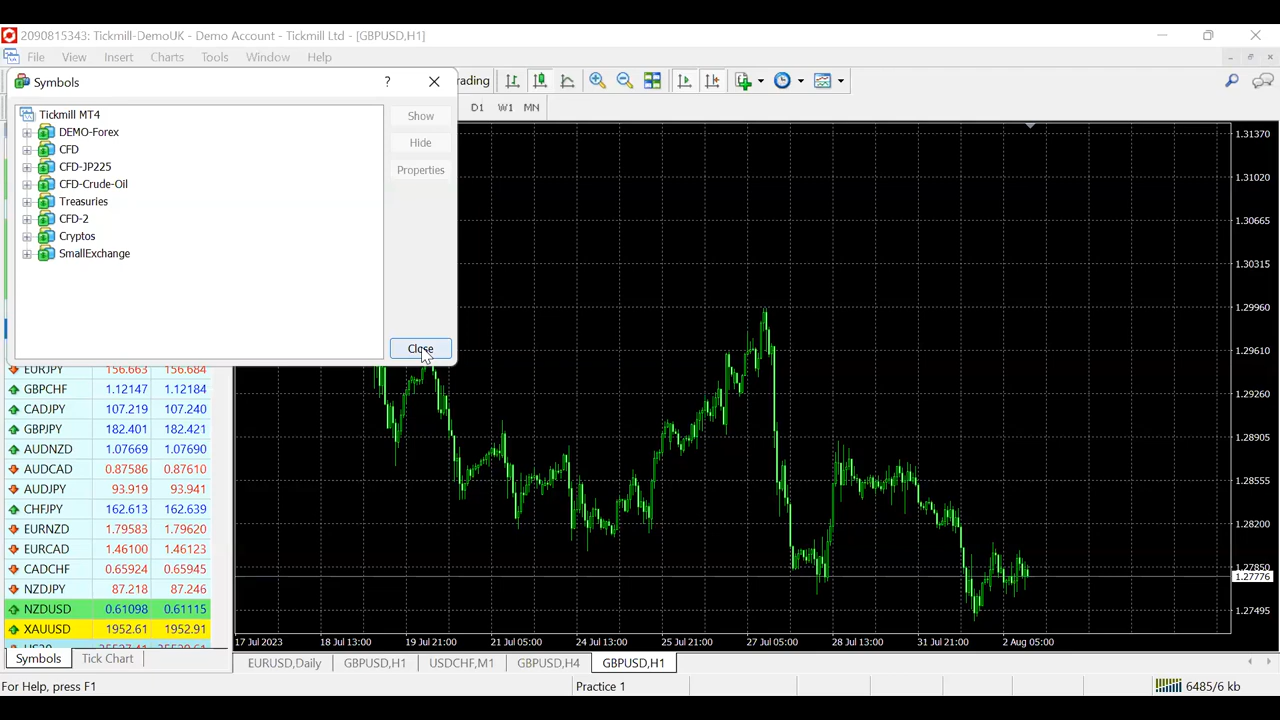 2090815343: Tickmill-DemoUK - Demo Account - Tickmill Ltd - [GBPUSD,H1]
File View Insert Charts Tools Window Help
Symbols ?
rading
D1 W1 MN
Tickmill MT4
DEMO-Forex
CFD
CFD-JP225
CFD-Crude-Oil
Treasuries
CFD-2
Cryptos
SmallExchange
Show
Hide
Properties
Close
EURJPY 156.663 156.684
GBPCHF 1.12147 1.12184
CADJPY 107.219 107.240
GBPJPY 182.401 182.421
AUDNZD 1.07669 1.07690
AUDCAD 0.87586 0.87610
AUDJPY 93.919 93.941
CHFJPY 162.613 162.639
EURNZD 1.79583 1.79620
EURCAD 1.46100 1.46123
CADCHF 0.65924 0.65945
NZDJPY 87.218 87.246
NZDUSD 0.61098 0.61115
XAUUSD 1952.61 1952.91
Symbols Tick Chart
1.31370
1.31020
1.30665
1.30315
1.29960
1.29610
1.29260
1.28905
1.28555
1.28200
1.27850
1.27776
1.27495
17 Jul 2023 18 Jul 13:00 19 Jul 21:00 21 Jul 05:00 24 Jul 13:00 25 Jul 21:00 27 Jul 05:00 28 Jul 13:00 31 Jul 21:00 2 Aug 05:00
EURUSD,Daily GBPUSD,H1 USDCHF,M1 GBPUSD,H4 GBPUSD,H1
For Help, press F1 Practice 1 6485/6 kb